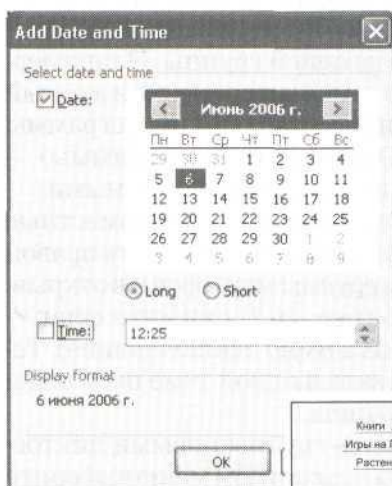 Add Date and Time
Select date and time
Date:
Июнь 2006 г.
Пн Вт Ср Чт Пт Сб Вс
29 30 31 1 2 3 4
5 6 7 8 9 10 11
12 13 14 15 16 17 18
19 20 21 22 23 24 25
26 27 28 29 30 1 2
3 4 5 6 7 8 9
Long Short
Time: 12:25
Display format
6 июня 2006 г.
Книги
Игры на
OK